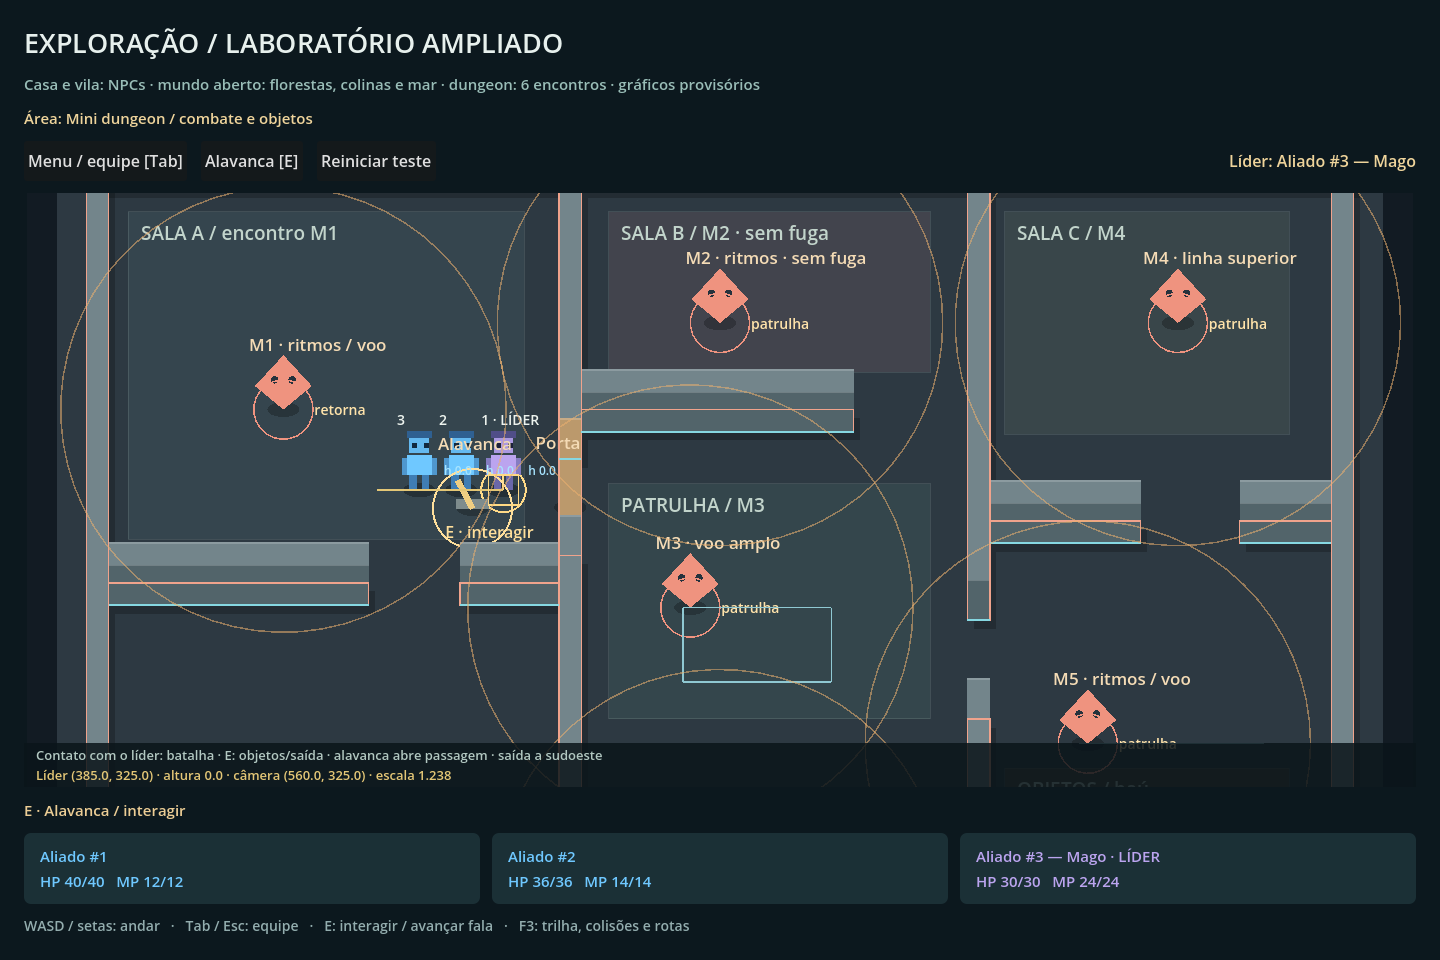 EXPLORAÇÃO / LABORATÓRIO AMPLIADO
Casa e vila: NPCs · mundo aberto: florestas, colinas e mar · dungeon: 6 encontros · gráficos provisórios
Área: Mini dungeon / combate e objetos
Menu / equipe [Tab]
Alavanca [E]
Reiniciar teste
Líder: Aliado #3 — Mago
SALA A / encontro M1
SALA B / M2 · sem fuga
SALA C / M4
M2 · ritmos · sem fuga
M4 · linha superior
patrulha
patrulha
M1 · ritmos / voo
retorna
3
2
1 · LÍDER
Alavanca
Porta
h 0.0
h 0.0
h 0.0
E · interagir
PATRULHA / M3
M3 · voo amplo
patrulha
M5 · ritmos / voo
patrulha
OBJETOS / baú
Contato com o líder: batalha · E: objetos/saída · alavanca abre passagem · saída a sudoeste
Líder (385.0, 325.0) · altura 0.0 · câmera (560.0, 325.0) · escala 1.238
E · Alavanca / interagir
Aliado #1
HP 40/40 MP 12/12
Aliado #2
HP 36/36 MP 14/14
Aliado #3 — Mago · LÍDER
HP 30/30 MP 24/24
WASD / setas: andar · Tab / Esc: equipe · E: interagir / avançar fala · F3: trilha, colisões e rotas